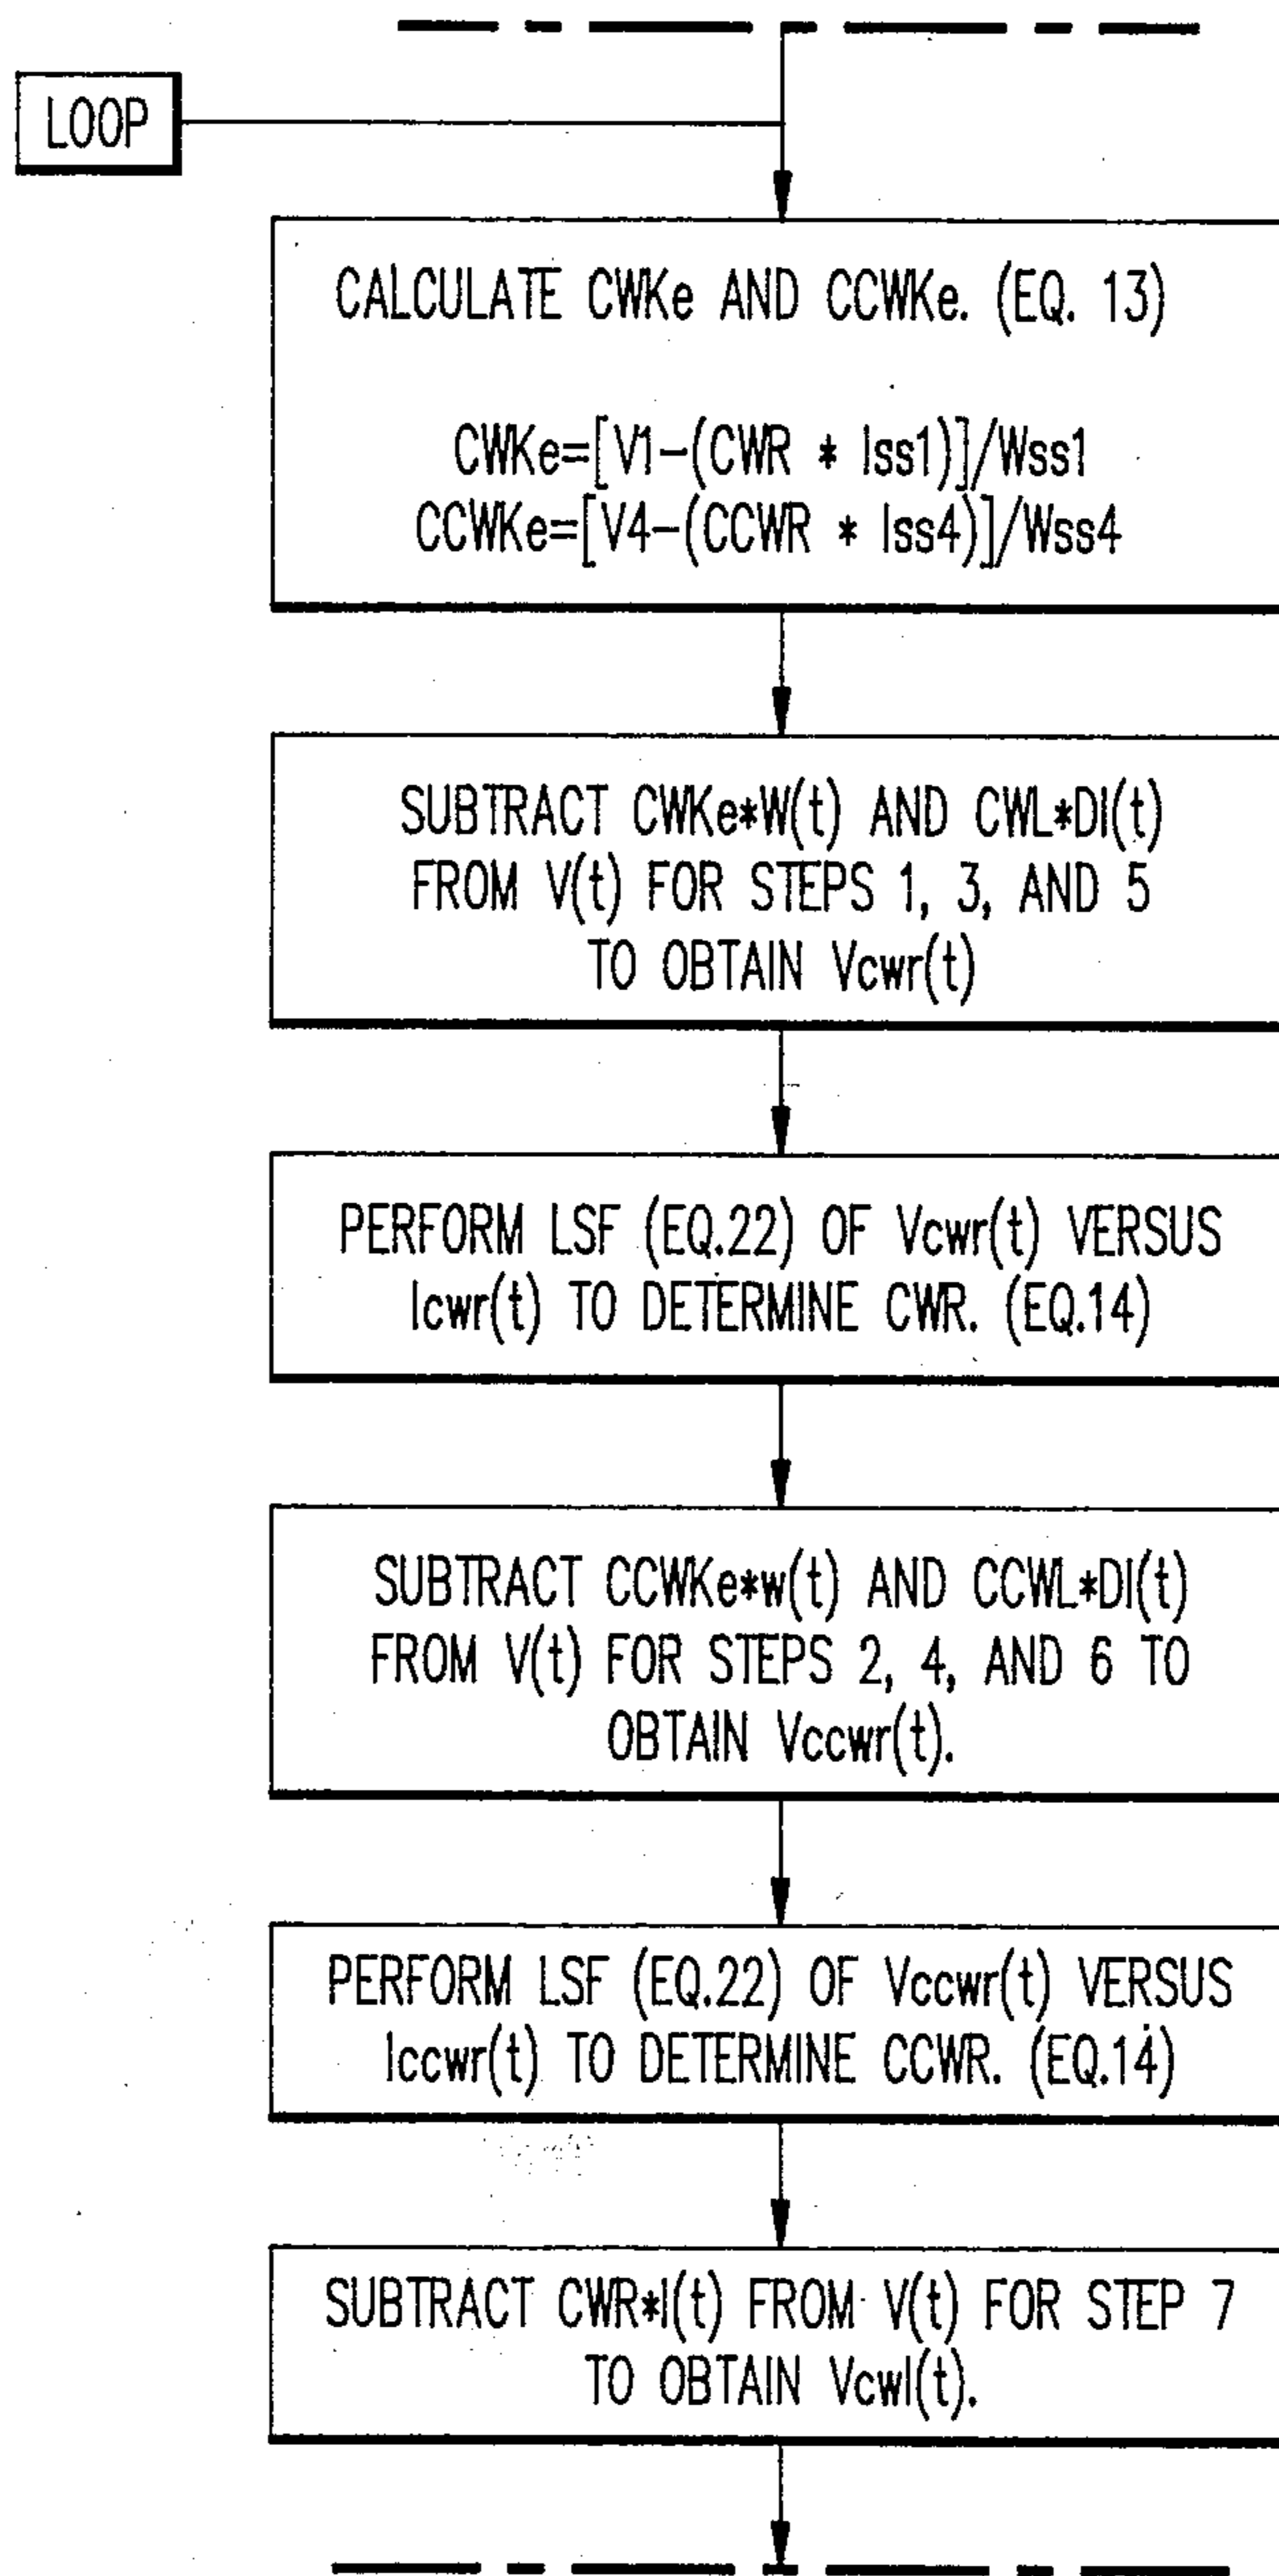 LOOP
CALCULATE CWKe AND CCWKe. (EQ. 13)
CWKe=[V1-(CWR * Iss1)]/Wss1
CCWKe=[V4-(CCWR * Iss4)]/Wss4
SUBTRACT CWKe*W(t) AND CWL*DI(t)
FROM V(t) FOR STEPS 1, 3, AND 5
TO OBTAIN Vcwr(t)
PERFORM LSF (EQ.22) OF Vcwr(t) VERSUS
Icwr(t) TO DETERMINE CWR. (EQ.14)
SUBTRACT CCWKe*w(t) AND CCWL*DI(t)
FROM V(t) FOR STEPS 2, 4, AND 6 TO
OBTAIN Vccwr(t).
PERFORM LSF (EQ.22) OF Vccwr(t) VERSUS
Iccwr(t) TO DETERMINE CCWR. (EQ.14)
SUBTRACT CWR*I(t) FROM V(t) FOR STEP 7
TO OBTAIN Vcwl(t).